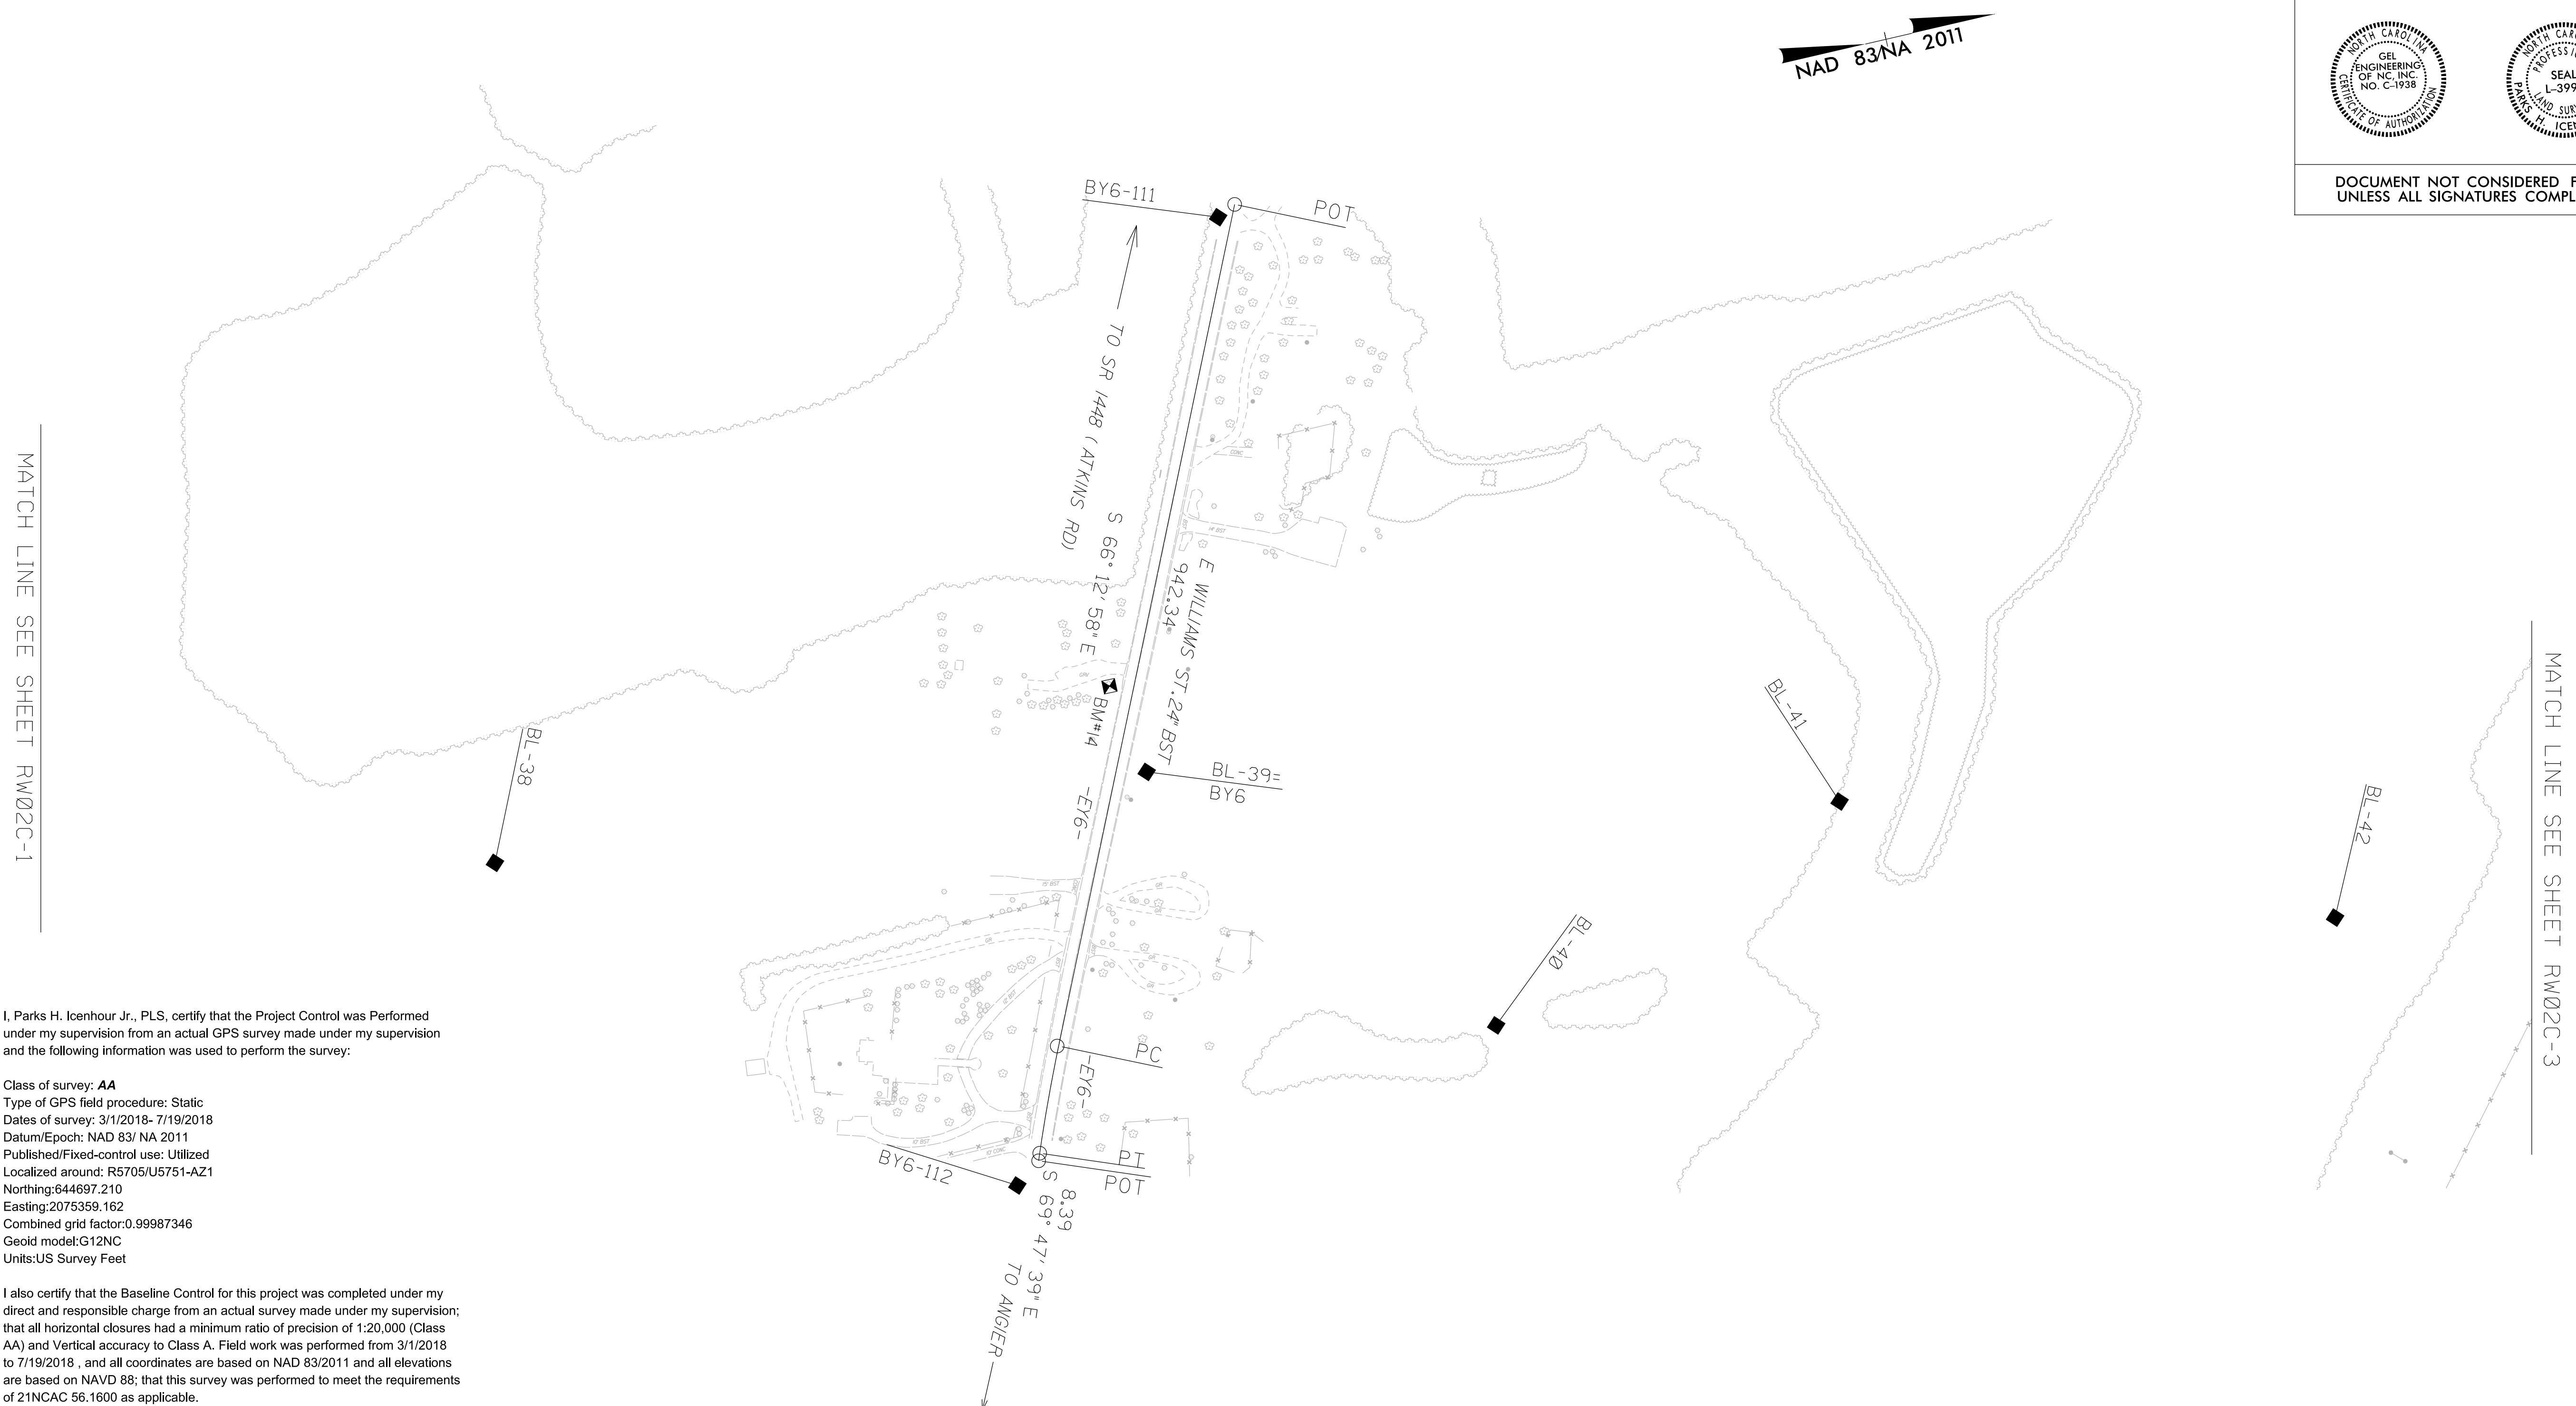 NAD 83/NA 2011
NORTH CAROLINA
GEL
ENGINEERING
OF NC, INC.
NO. C-1938
CERTIFICATE OF AUTHORIZATION
SEAL
PARKS H.
DOCUMENT NOT CONSIDERED
UNLESS ALL SIGNATURES
BY6-111
POT
TO SR 1448 (ATKINS RD)
S 66° 12' 58" E
942.34
E WILLIAMS ST. 24' BST
CONC
BST
HF BST
GRV
BM#14
-EY6-
BL-38
BL-39=
BY6
BL-41
BL-42
BL-40
MATCH LINE SEE SHEET RW02C-1
MATCH LINE SEE SHEET RW02C-3
GR
GR
PC
-EY6-
PI
POT
BY6-112
8.39
S 69° 47' 39" E
TO ANGIER
I, Parks H. Icenhour Jr., PLS, certify that the Project Control was Performed
under my supervision from an actual GPS survey made under my supervision
and the following information was used to perform the survey:
Class of survey: AA
Type of GPS field procedure: Static
Dates of survey: 3/1/2018- 7/19/2018
Datum/Epoch: NAD 83/ NA 2011
Published/Fixed-control use: Utilized
Localized around: R5705/U5751-AZ1
Northing:644697.210
Easting:2075359.162
Combined grid factor:0.99987346
Geoid model:G12NC
Units:US Survey Feet
I also certify that the Baseline Control for this project was completed under my
direct and responsible charge from an actual survey made under my supervision;
that all horizontal closures had a minimum ratio of precision of 1:20,000 (Class
AA) and Vertical accuracy to Class A. Field work was performed from 3/1/2018
to 7/19/2018 , and all coordinates are based on NAD 83/2011 and all elevations
are based on NAVD 88; that this survey was performed to meet the requirements
of 21NCAC 56.1600 as applicable.